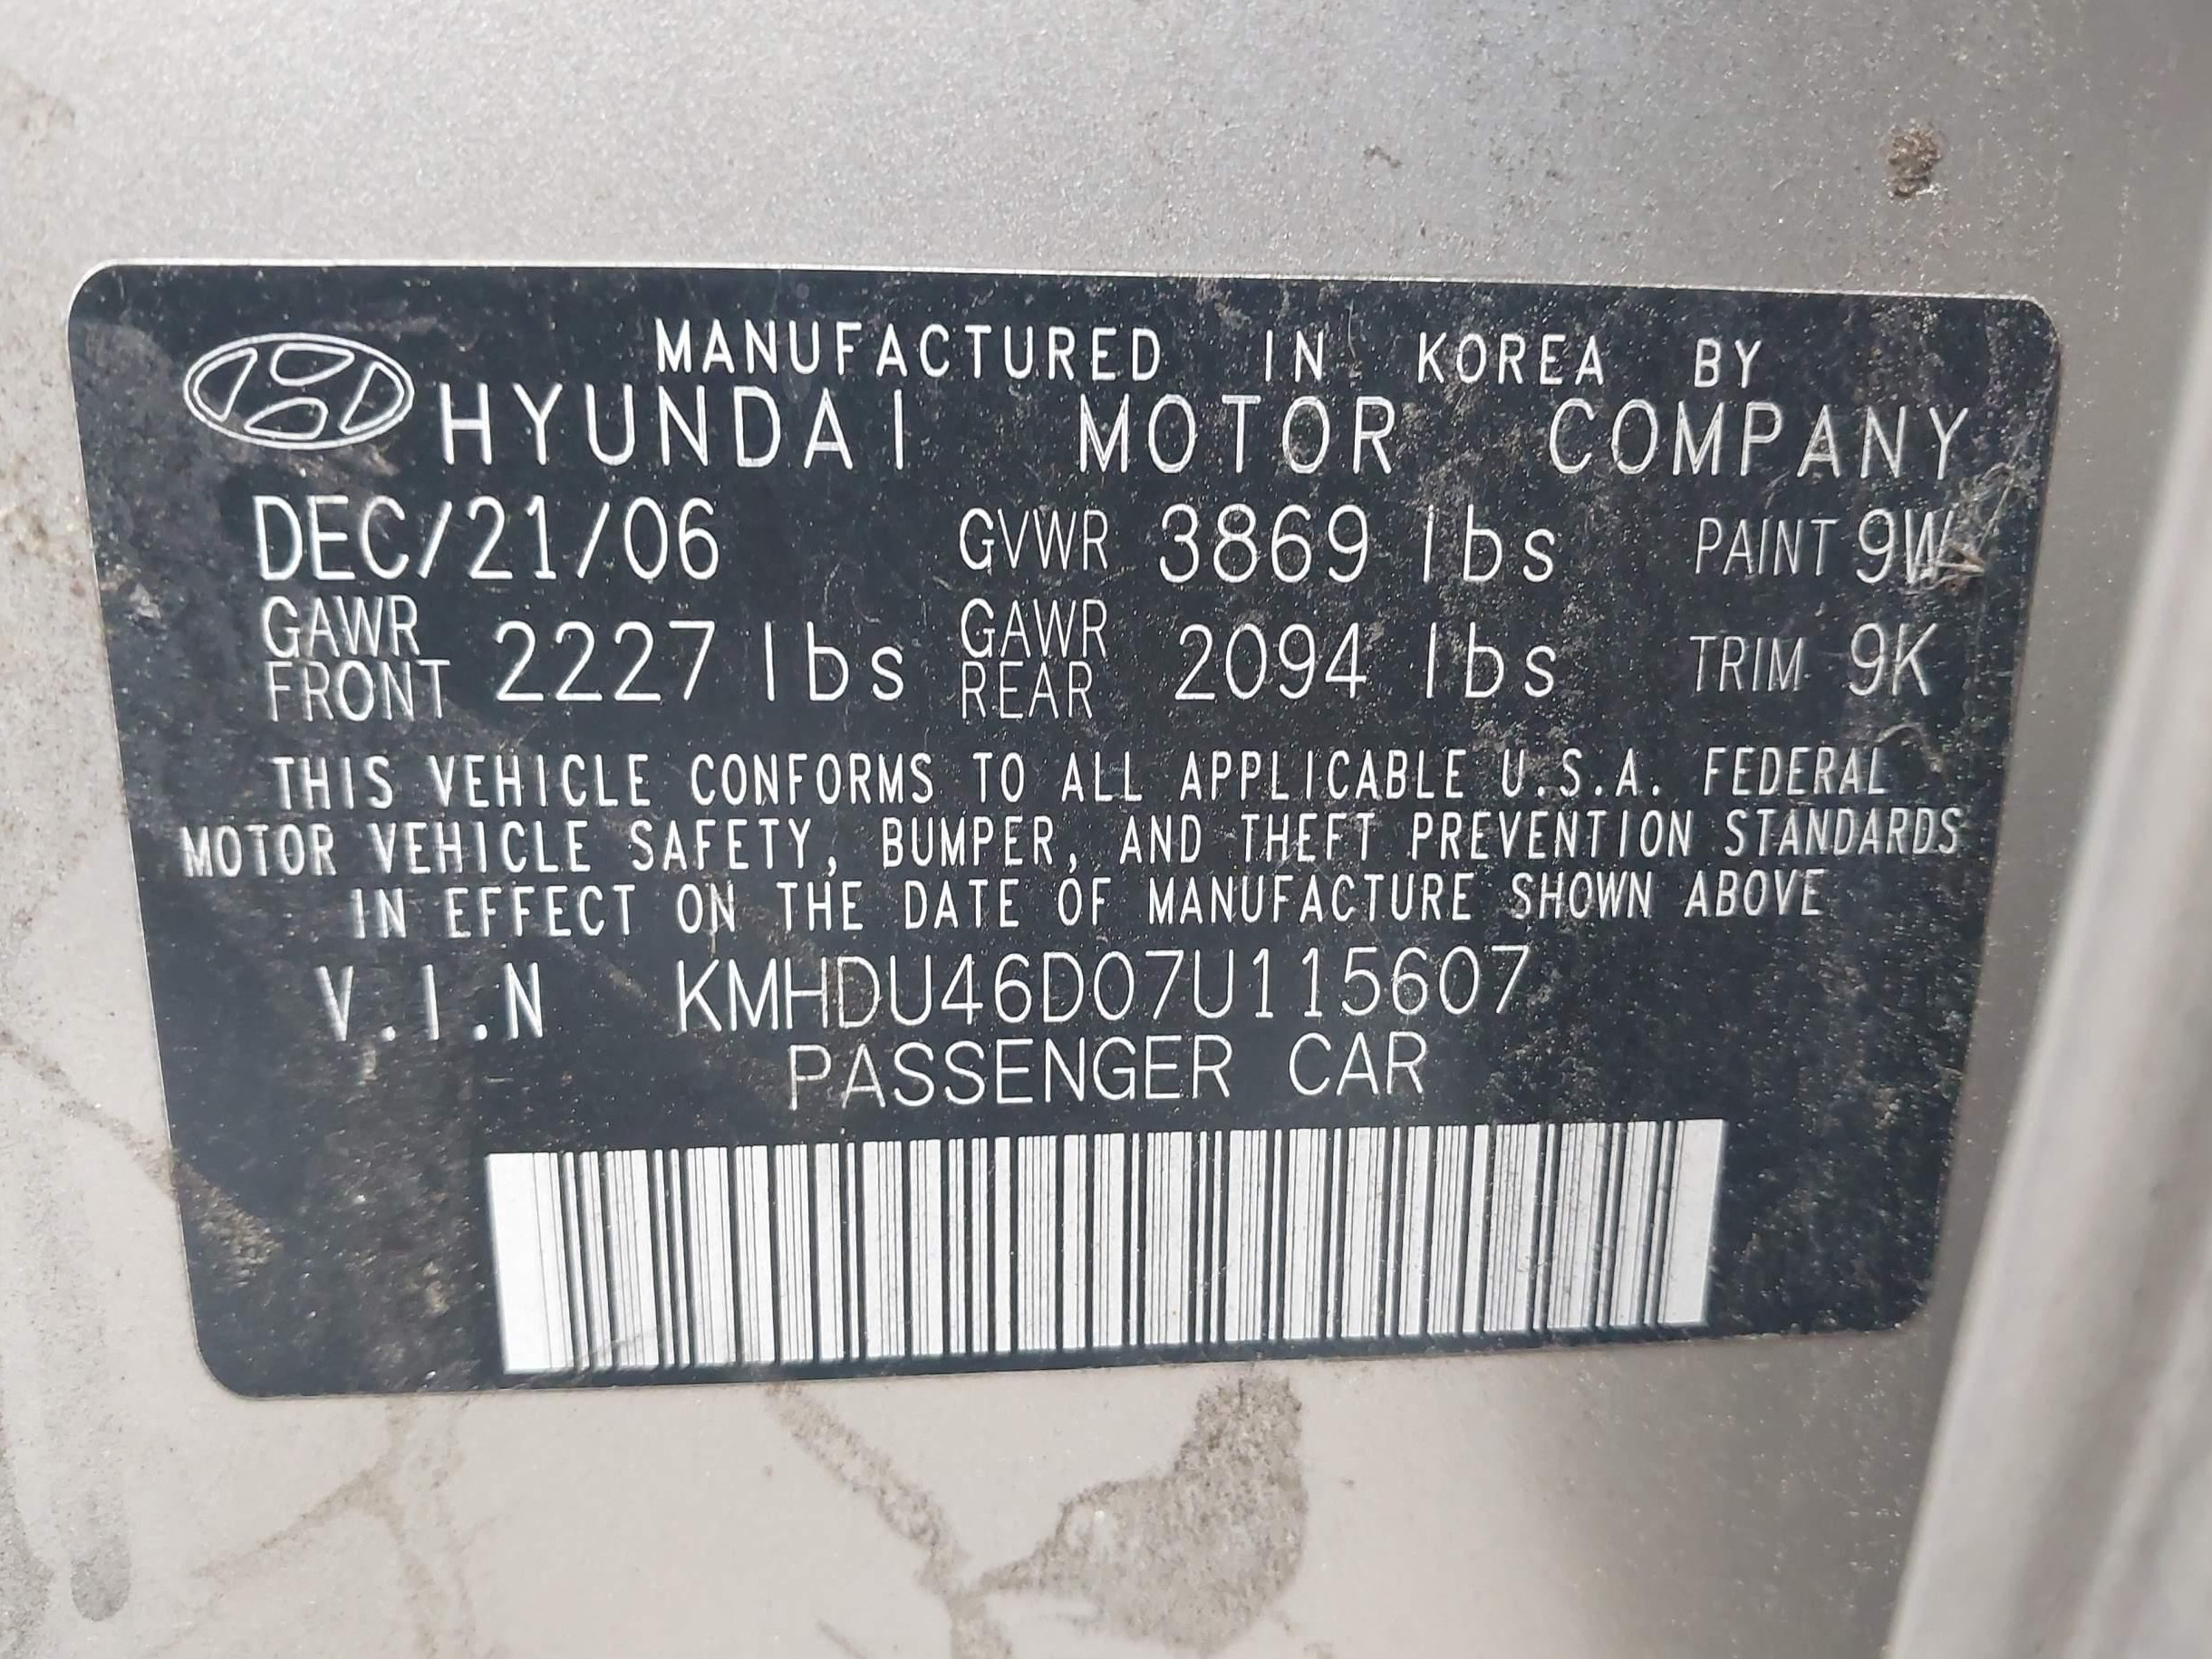 MANUFACTURED IN KOREA BY
HYUNDAI MOTOR COMPANY
DEC/21/06 GVWR 3869 lbs PAINT 9W
GAWR FRONT 2227 lbs GAWR REAR 2094 lbs TRIM 9K
THIS VEHICLE CONFORMS TO ALL APPLICABLE U.S.A. FEDERAL
MOTOR VEHICLE SAFETY, BUMPER, AND THEFT PREVENTION STANDARDS
IN EFFECT ON THE DATE OF MANUFACTURE SHOWN ABOVE
V.I.N KMHDU46D07U115607
PASSENGER CAR